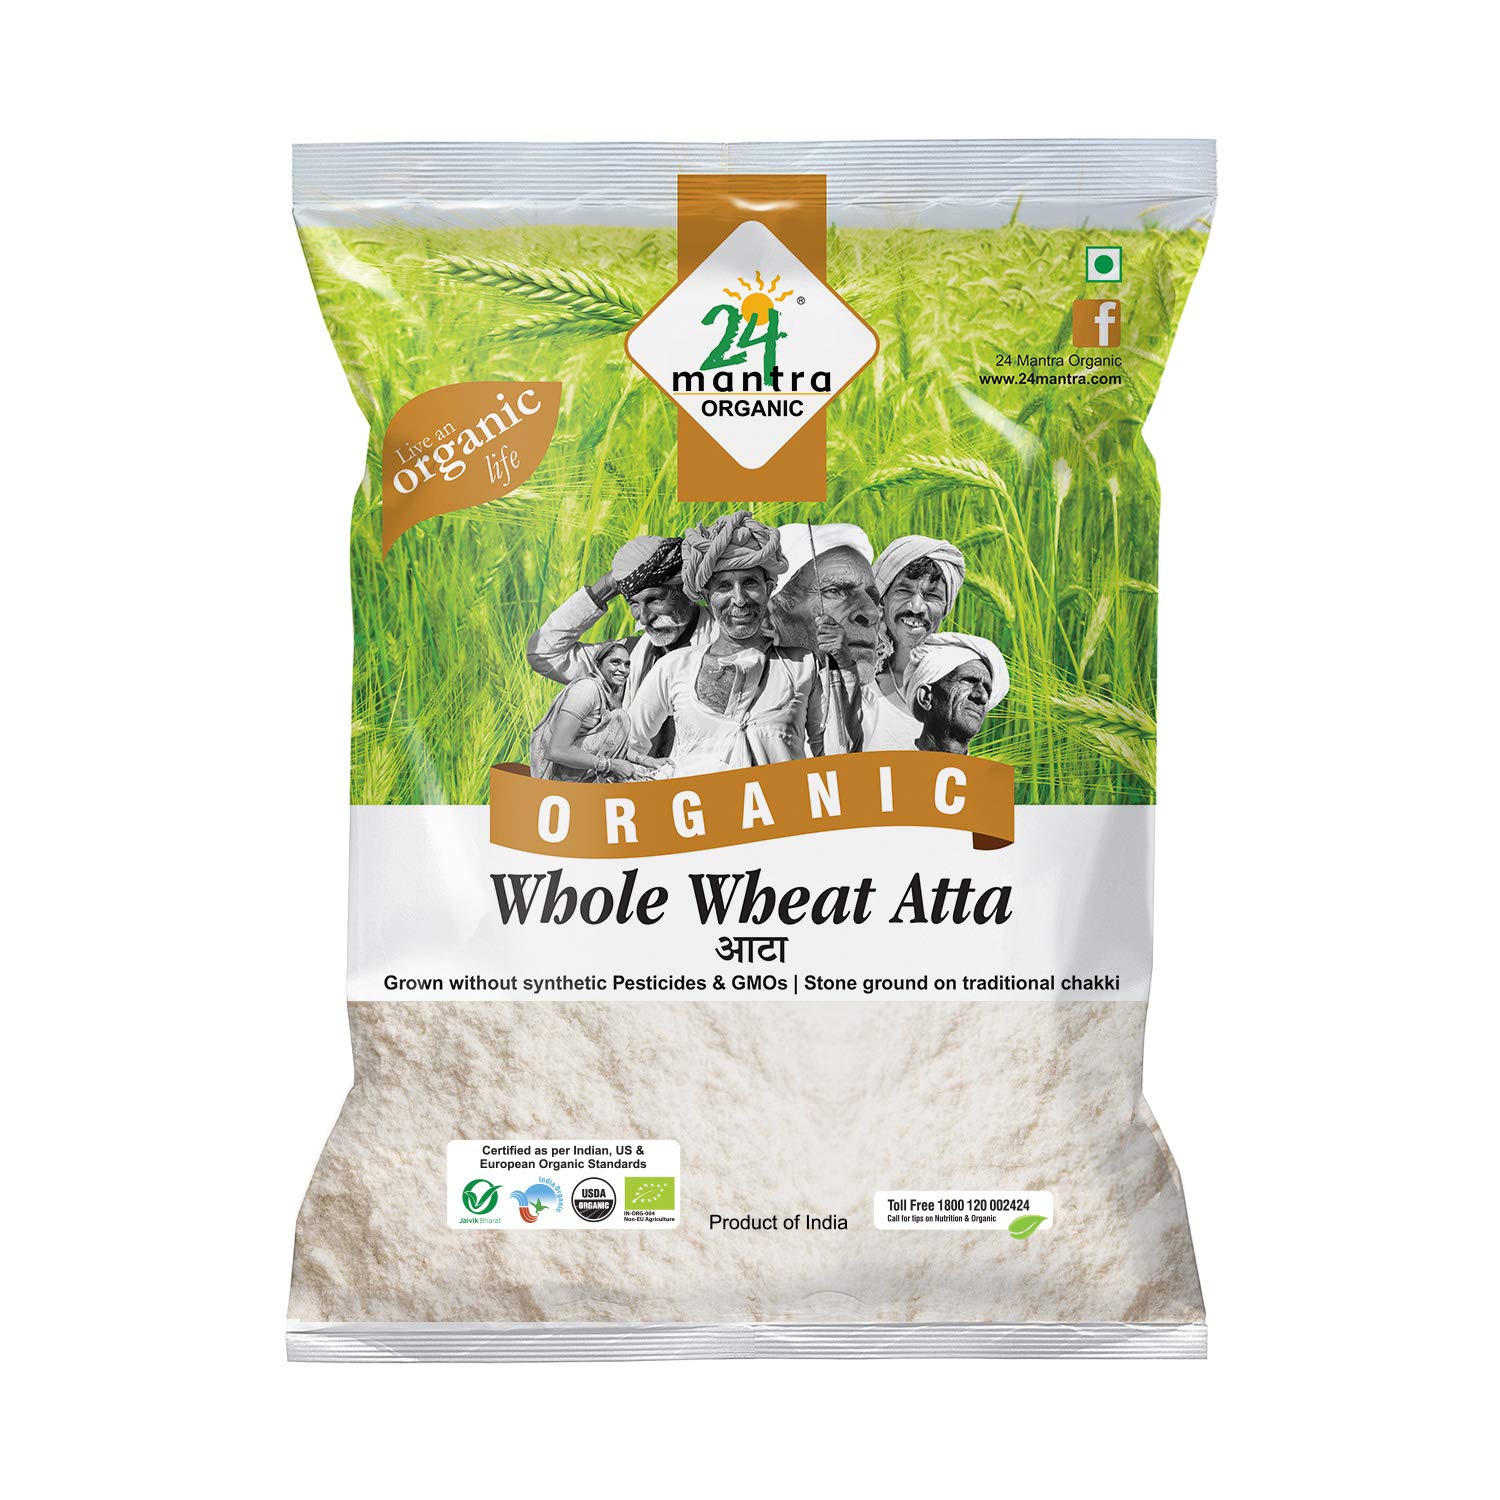 24
®
mantra
ORGANIC
f
24 Mantra Organic
www.24mantra.com
Live an
organic
life
ORGANIC
Whole Wheat Atta
आटा
Grown without synthetic Pesticides & GMOs | Stone ground on traditional chakki
Certified as per Indian, US &
European Organic Standards
Jaivik Bharat
India Organic
USDA
ORGANIC
IN-ORG-004
Non-EU Agriculture
Product of India
Toll Free 1800 120 002424
Call for tips on Nutrition & Organic